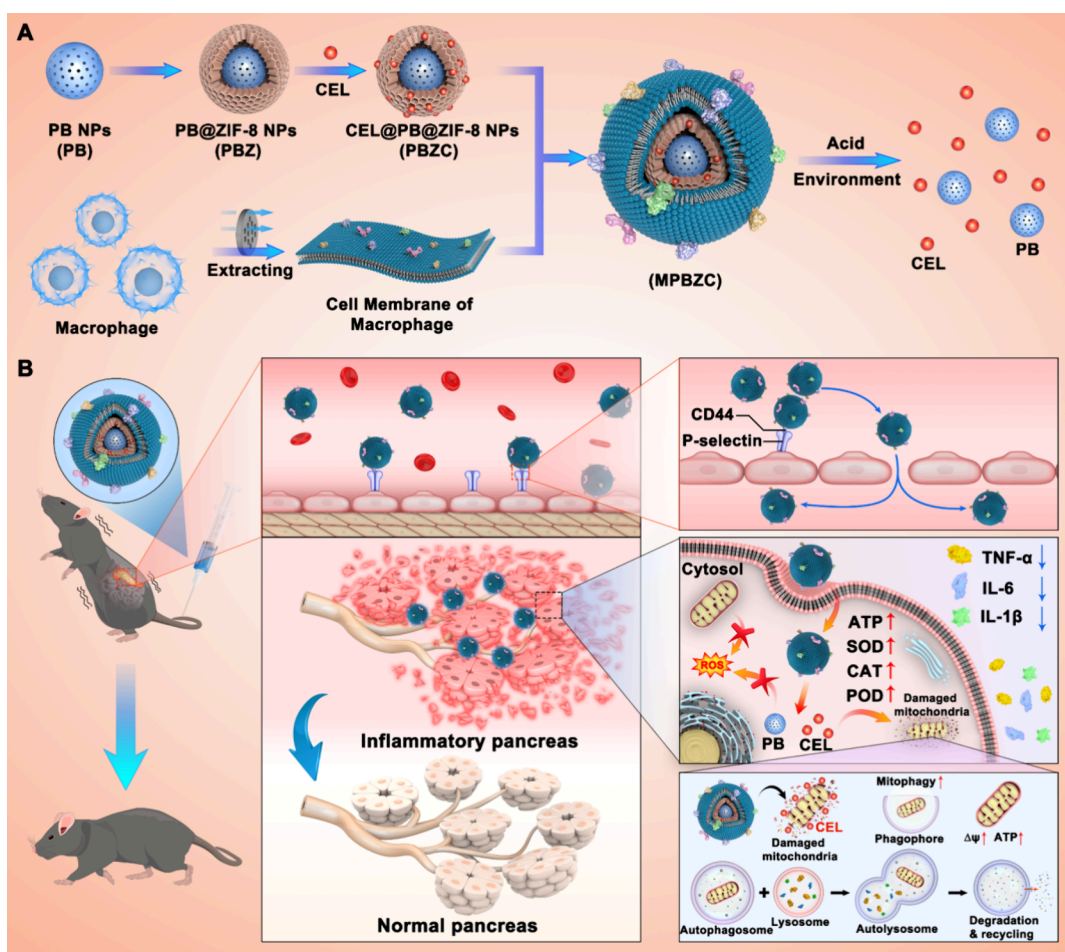 A
CEL
PB NPs
(PB)
PB@ZIF-8 NPs
(PBZ)
CEL@PB@ZIF-8 NPs
(PBZC)
Acid
Environment
CEL
PB
(MPBZC)
Extracting
Macrophage
Cell Membrane of
Macrophage
B
CD44
P-selectin
Cytosol
TNF-α ↓
IL-6 ↓
IL-1β ↓
ATP ↑
SOD ↑
CAT ↑
POD ↑
ROS
Damaged
mitochondria
PB
CEL
Inflammatory pancreas
Normal pancreas
CEL
Damaged
mitochondria
Mitophagy ↑
Phagophore
ΔΨ↑ ATP↑
Autophagosome
+
Lysosome
Autolysosome
Degradation
& recycling